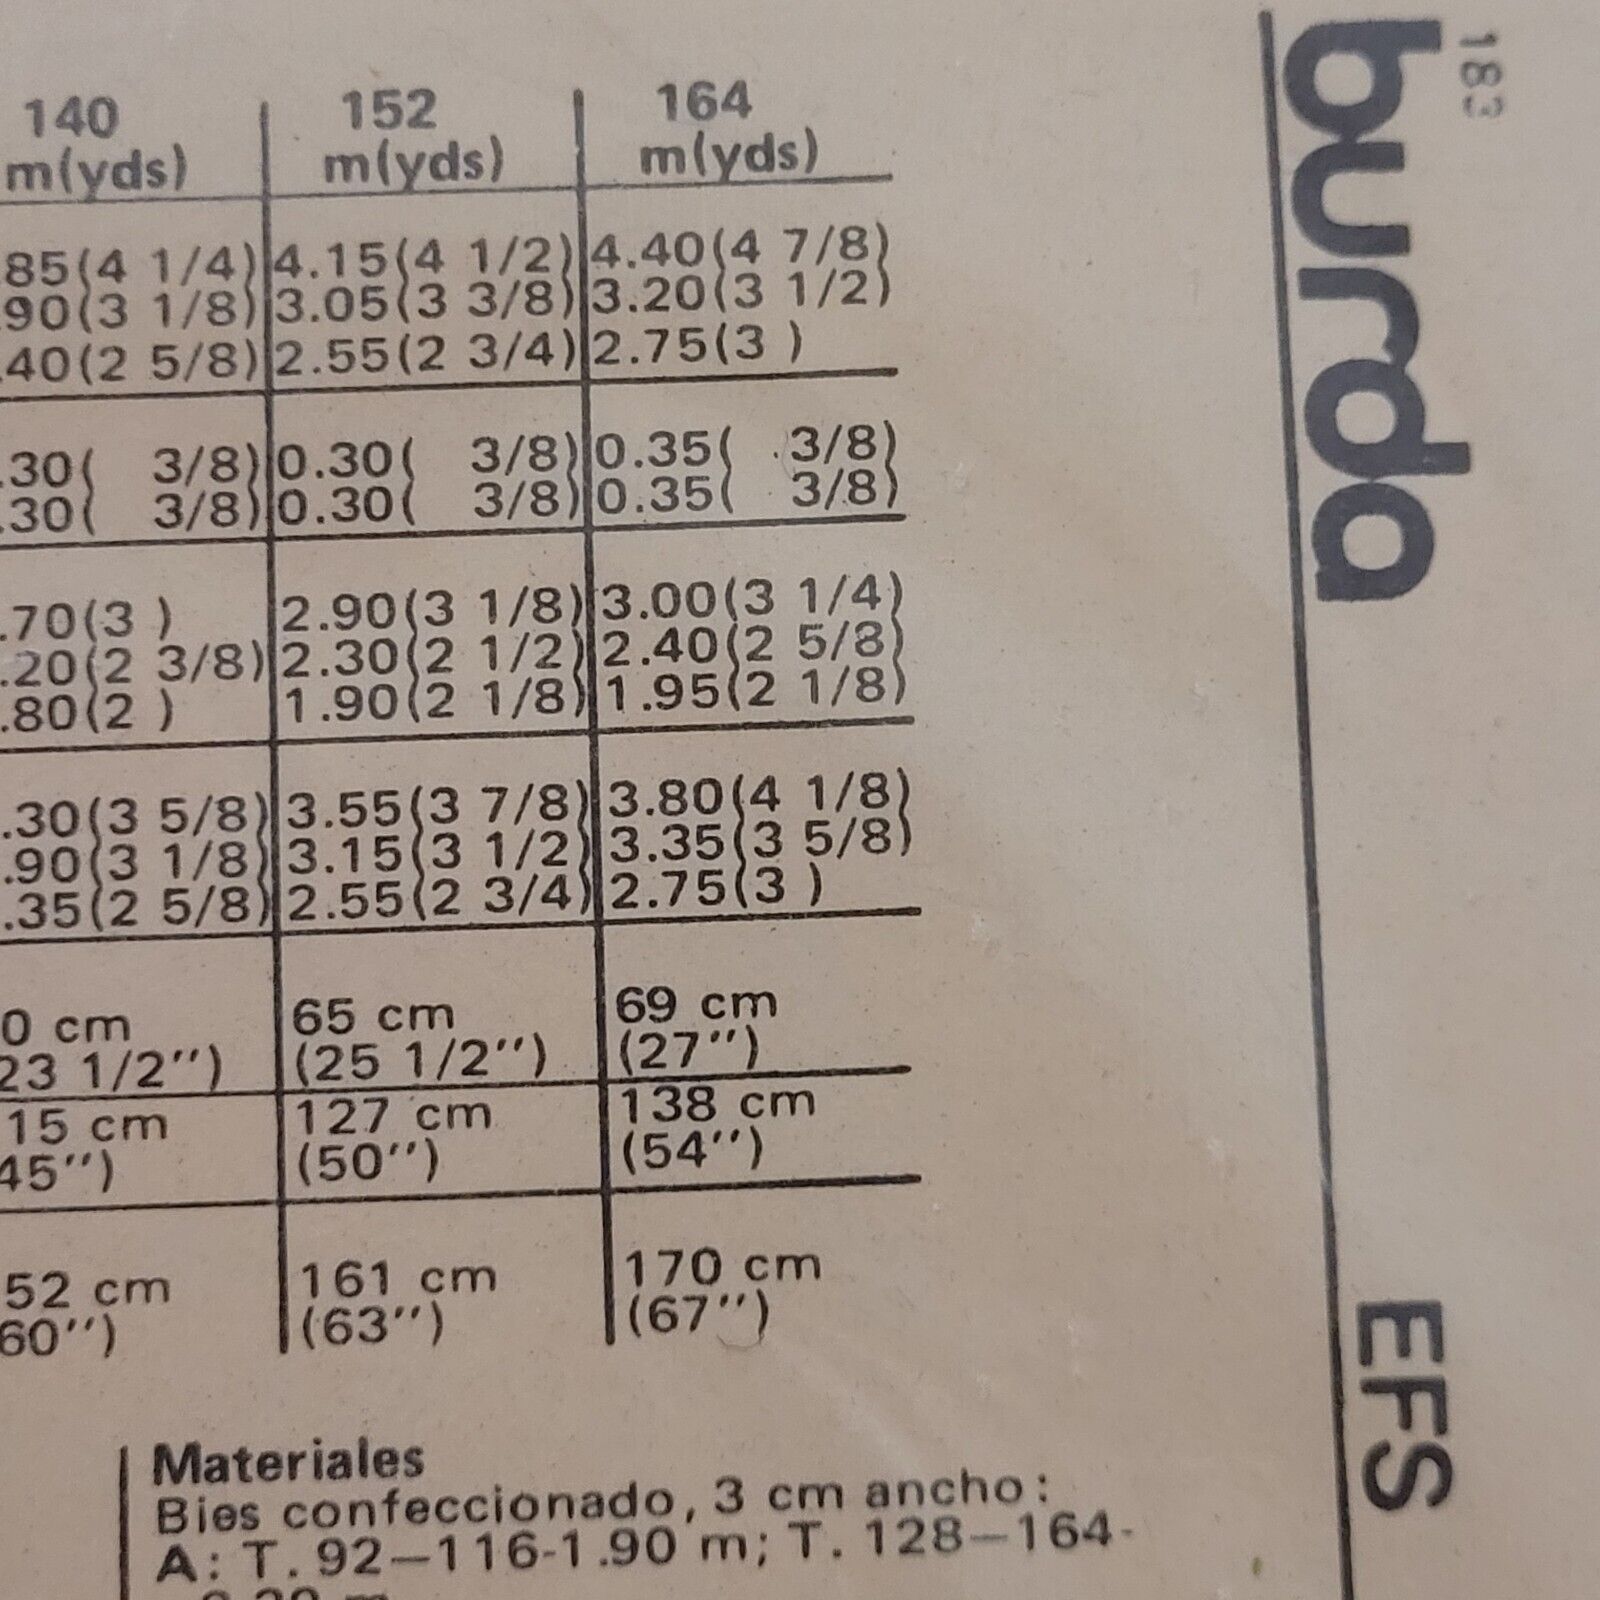 140 152 164
m(yds) m(yds) m(yds)
.85(4 1/4) 4.15(4 1/2) 4.40(4 7/8)
.90(3 1/8) 3.05(3 3/8) 3.20(3 1/2)
.40(2 5/8) 2.55(2 3/4) 2.75(3 )
.30( 3/8) 0.30( 3/8) 0.35( 3/8)
.30( 3/8) 0.30( 3/8) 0.35( 3/8)
.70(3 ) 2.90(3 1/8) 3.00(3 1/4)
.20(2 3/8) 2.30(2 1/2) 2.40(2 5/8)
.80(2 ) 1.90(2 1/8) 1.95(2 1/8)
.30(3 5/8) 3.55(3 7/8) 3.80(4 1/8)
.90(3 1/8) 3.15(3 1/2) 3.35(3 5/8)
.35(2 5/8) 2.55(2 3/4) 2.75(3 )
0 cm 65 cm 69 cm
23 1/2″) (25 1/2″) (27″)
15 cm 127 cm 138 cm
45″) (50″) (54″)
52 cm 161 cm 170 cm
60″) (63″) (67″)
Materiales
Bies confeccionado, 3 cm ancho:
A: T. 92—116-1.90 m; T. 128—164-
183
burda
EFS